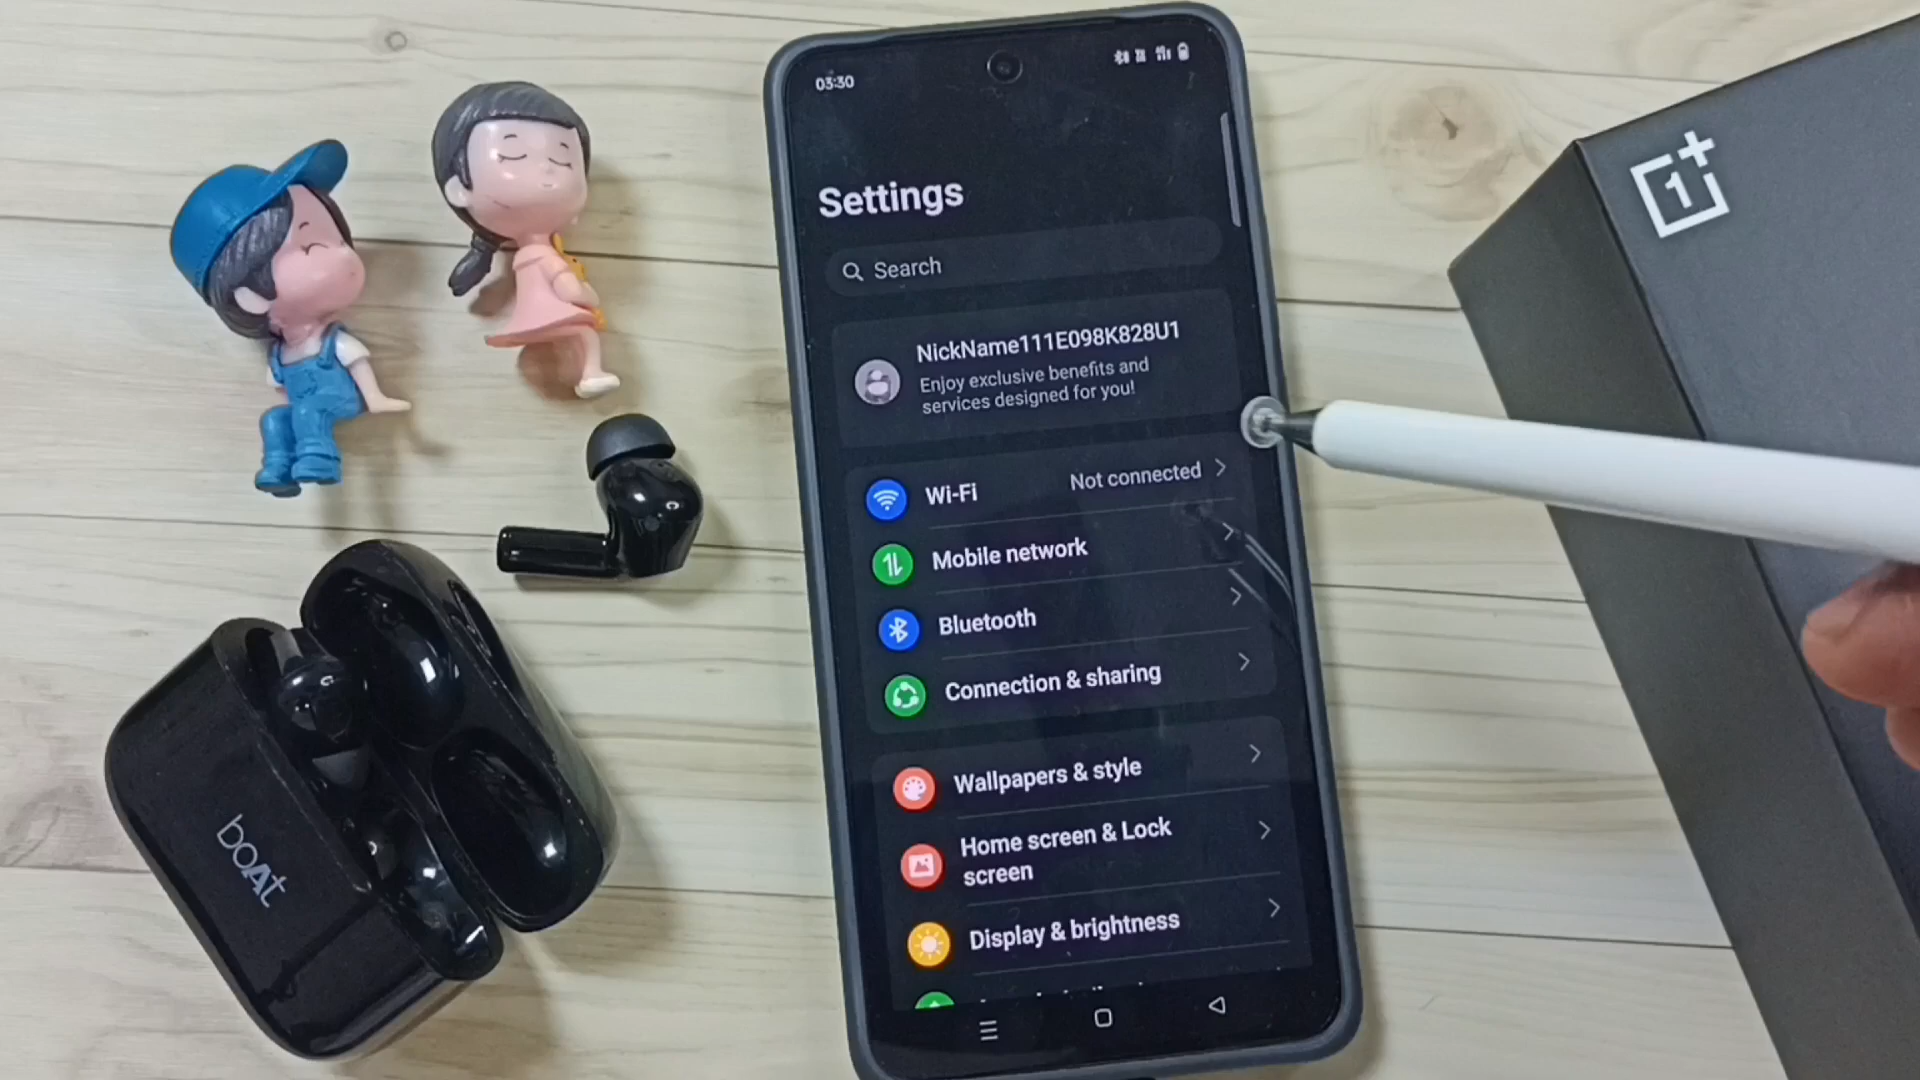 03:30
Settings
Search
NickName111E098K828U1
Enjoy exclusive benefits and
services designed for you!
Wi-Fi
Not connected
Mobile network
Bluetooth
Connection & sharing
Wallpapers & style
Home screen & Lock
screen
Display & brightness
boAt
1+